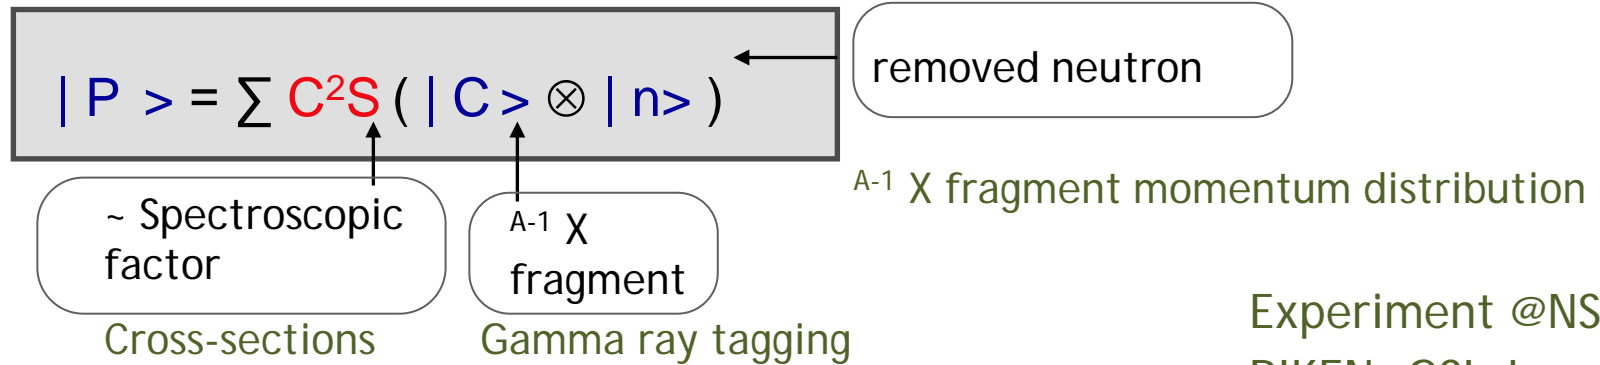 | P > = ∑ C²S ( | C > ⊗ | n> )
removed neutron
~ Spectroscopic
factor
A-1 X
fragment
A-1 X fragment momentum distribution
Cross-sections
Gamma ray tagging
Experiment @NS